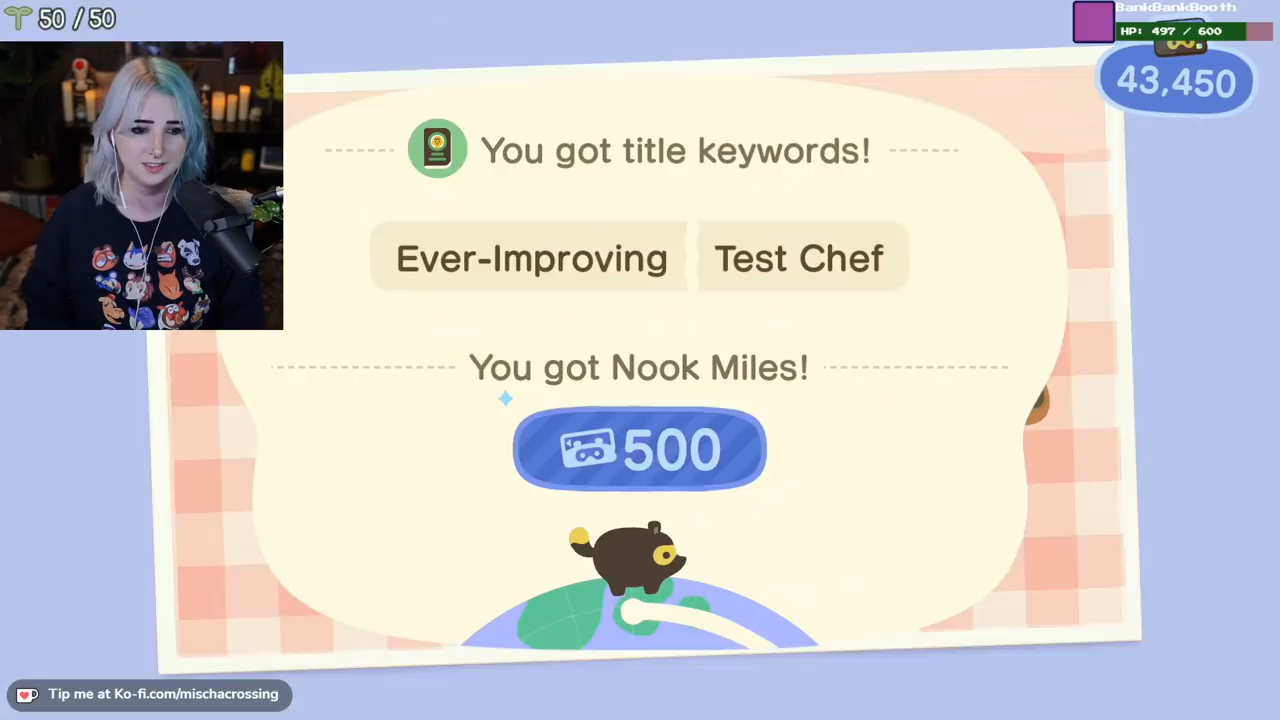 50 / 50
BankBankBooth
HP: 497 / 600
43,450
You got title keywords!
Ever-Improving Test Chef
You got Nook Miles!
500
Tip me at Ko-fi.com/mischacrossing